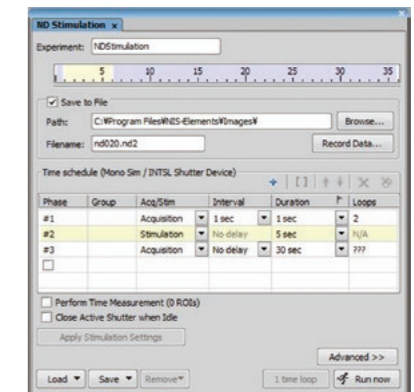 ND Stimulation x
Experiment: NDStimulation
5 10 15 20 25 30 35
Save to File
Path: C:¥Program Files¥NIS-Elements¥Images¥ Browse...
Filename: nd020.nd2 Record Data...
Time schedule (Mono Sim / INTSL Shutter Device)
Phase Group Acq/Stim Interval Duration Loops
#1 Acquisition 1 sec 1 sec 2
#2 Stimulation No delay 5 sec N/A
#3 Acquisition No delay 30 sec ???
Perform Time Measurement (0 ROIs)
Close Active Shutter when Idle
Apply Stimulation Settings
Advanced >>
Load Save Remove 1 time loop Run now